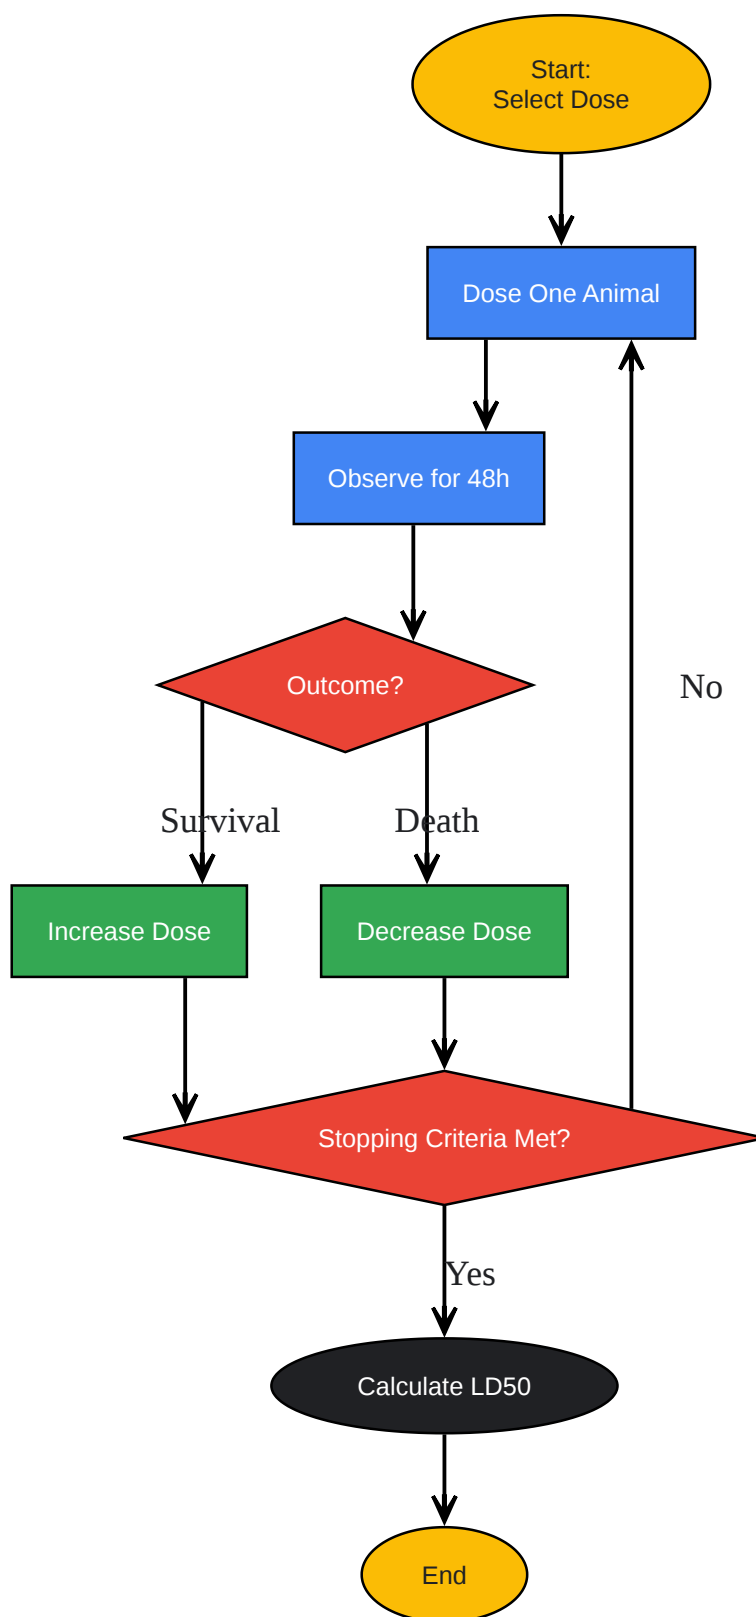 Start:
Select Dose
Dose One Animal
Observe for 48h
Outcome?
No
Survival
Death
Increase Dose
Decrease Dose
Stopping Criteria Met?
Yes
Calculate LD50
End